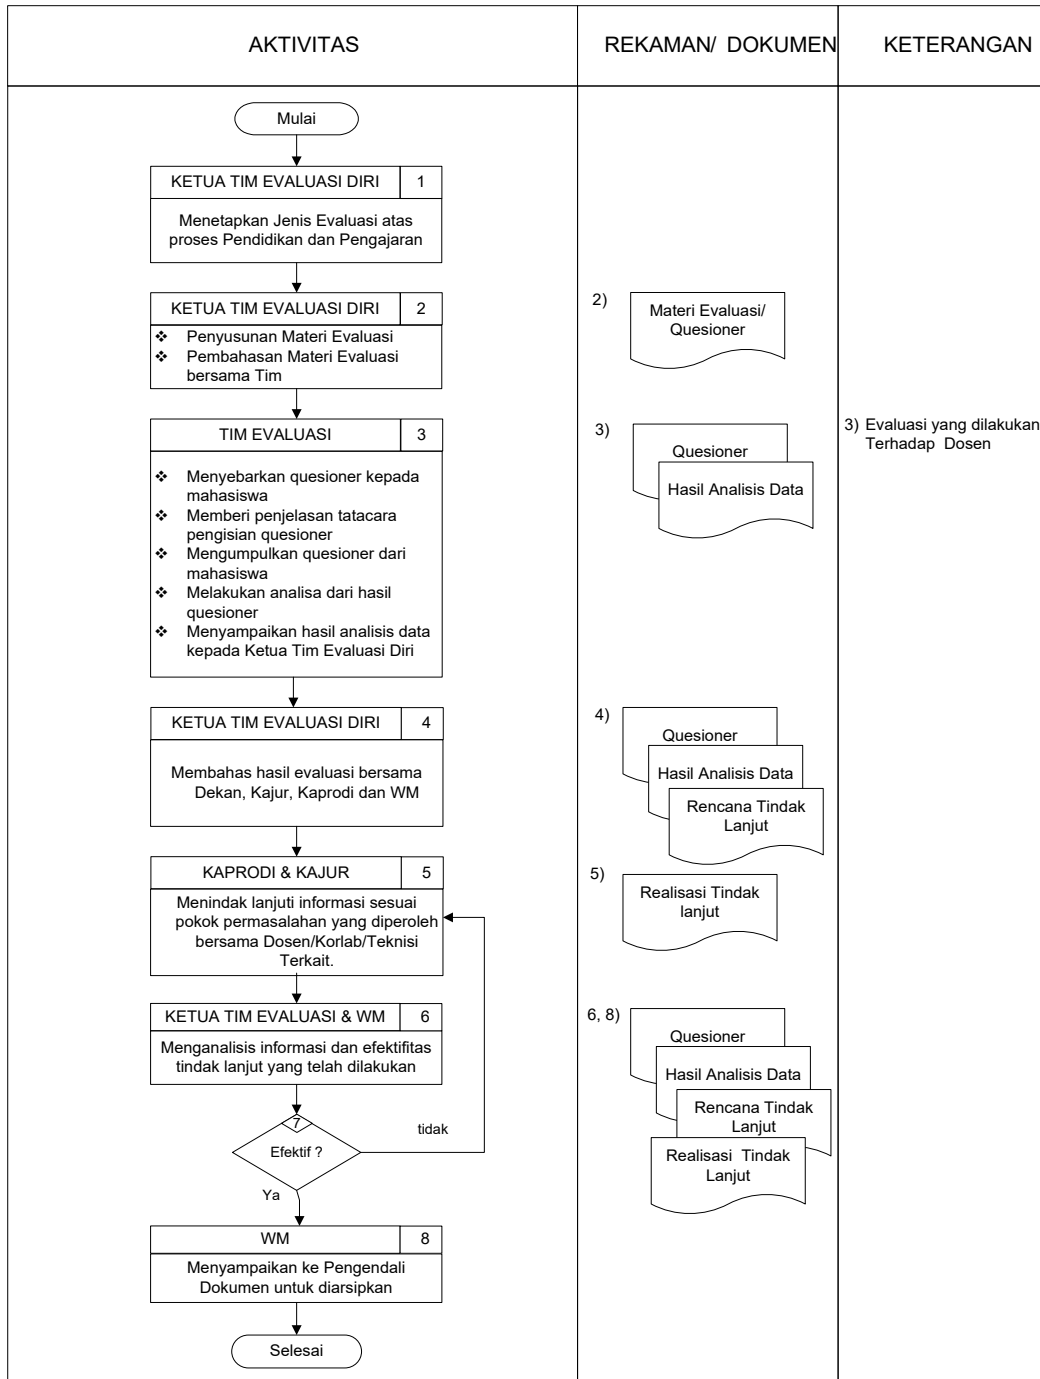 AKTIVITAS
REKAMAN/ DOKUMEN
KETERANGAN
Mulai
KETUA TIM EVALUASI DIRI
1
Menetapkan Jenis Evaluasi atas
proses Pendidikan dan Pengajaran
KETUA TIM EVALUASI DIRI
2
❖ Penyusunan Materi Evaluasi
❖ Pembahasan Materi Evaluasi
bersama Tim
2)
Materi Evaluasi/
Quesioner
TIM EVALUASI
3
❖ Menyebarkan quesioner kepada
mahasiswa
❖ Memberi penjelasan tatacara
pengisian quesioner
❖ Mengumpulkan quesioner dari
mahasiswa
❖ Melakukan analisa dari hasil
quesioner
❖ Menyampaikan hasil analisis data
kepada Ketua Tim Evaluasi Diri
3)
Quesioner
Hasil Analisis Data
3) Evaluasi yang dilakukan
Terhadap Dosen
KETUA TIM EVALUASI DIRI
4
Membahas hasil evaluasi bersama
Dekan, Kajur, Kaprodi dan WM
4)
Quesioner
Hasil Analisis Data
Rencana Tindak
Lanjut
KAPRODI & KAJUR
5
Menindak lanjuti informasi sesuai
pokok permasalahan yang diperoleh
bersama Dosen/Korlab/Teknisi
Terkait.
5)
Realisasi Tindak
lanjut
KETUA TIM EVALUASI & WM
6
Menganalisis informasi dan efektifitas
tindak lanjut yang telah dilakukan
6, 8)
Quesioner
Hasil Analisis Data
Rencana Tindak
Lanjut
Realisasi Tindak
Lanjut
7
Efektif ?
tidak
Ya
WM
8
Menyampaikan ke Pengendali
Dokumen untuk diarsipkan
Selesai